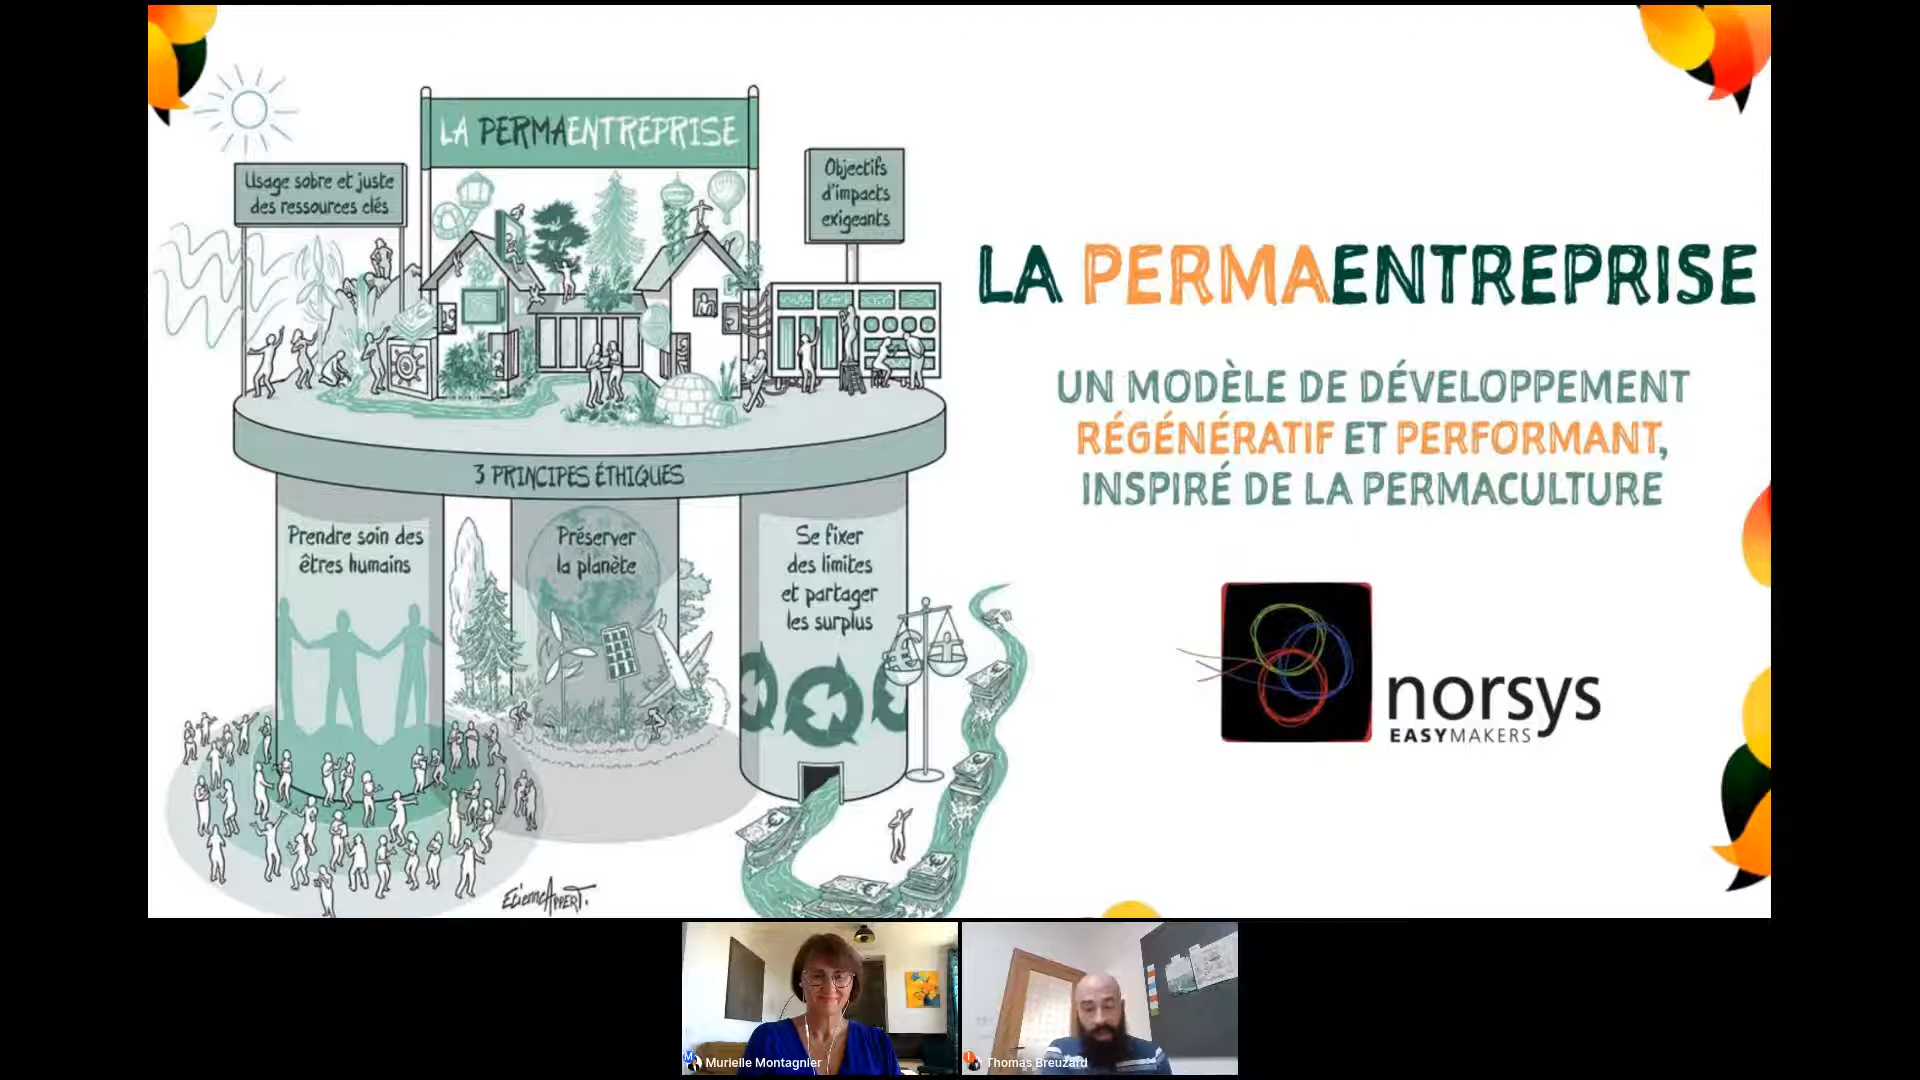 LA PERMAENTREPRISE
Usage sobre et juste
des ressources clés
Objectifs
d'impacts
exigeants
3 PRINCIPES ÉTHIQUES
Prendre soin des
êtres humains
Préserver
la planète
Se fixer
des limites
et partager
les surplus
EtienneAppert.
LA PERMAENTREPRISE
UN MODÈLE DE DÉVELOPPEMENT
RÉGÉNÉRATIF ET PERFORMANT,
INSPIRÉ DE LA PERMACULTURE
norsys
EASYMAKERS
Murielle Montagnier
Thomas Breuzard